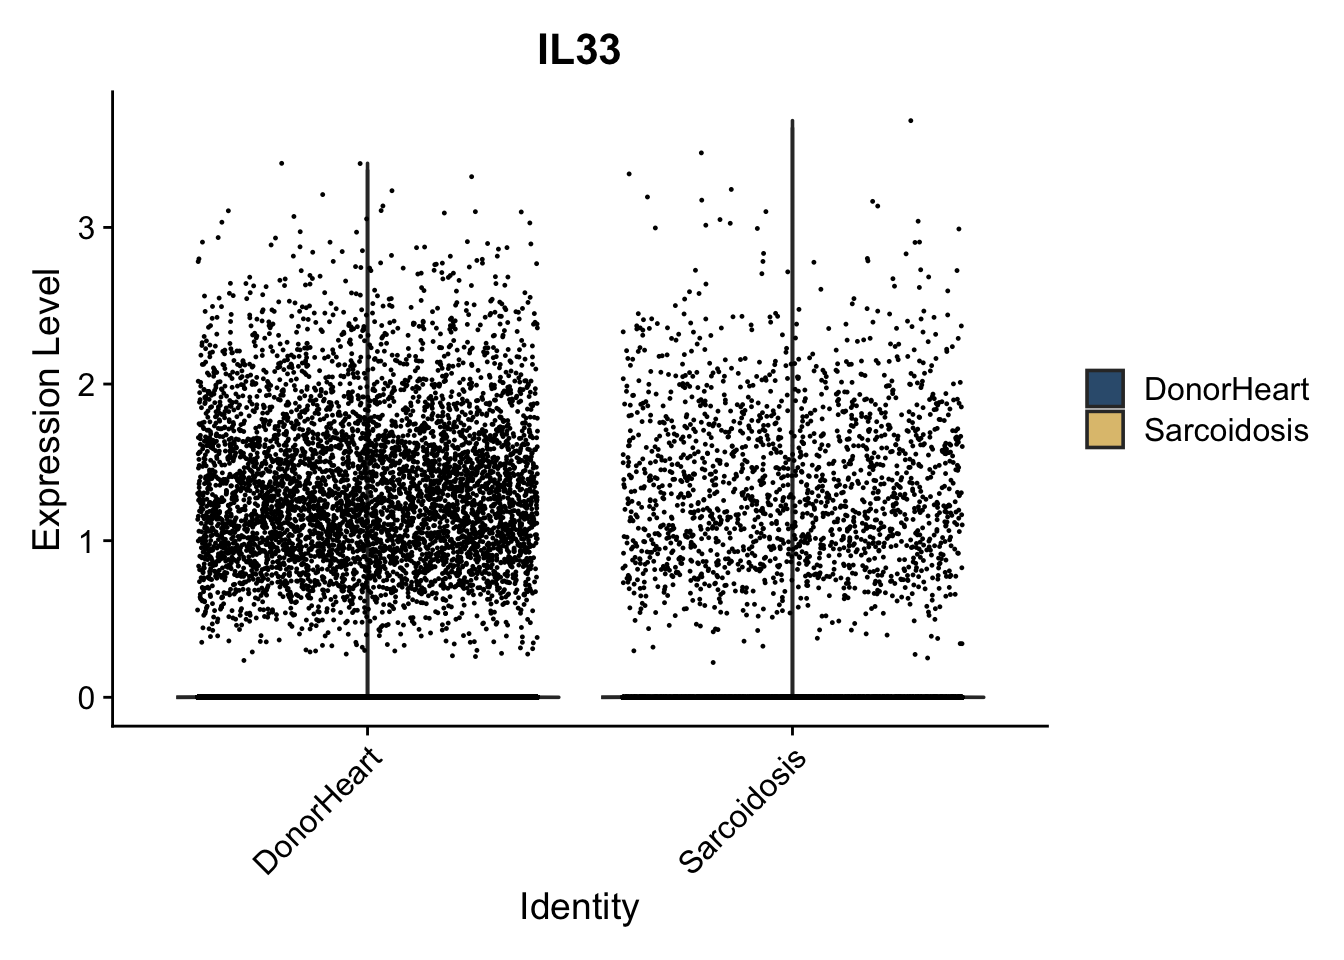 IL33
Expression Level
3
2
1
0
DonorHeart
Sarcoidosis
Identity
DonorHeart
Sarcoidosis